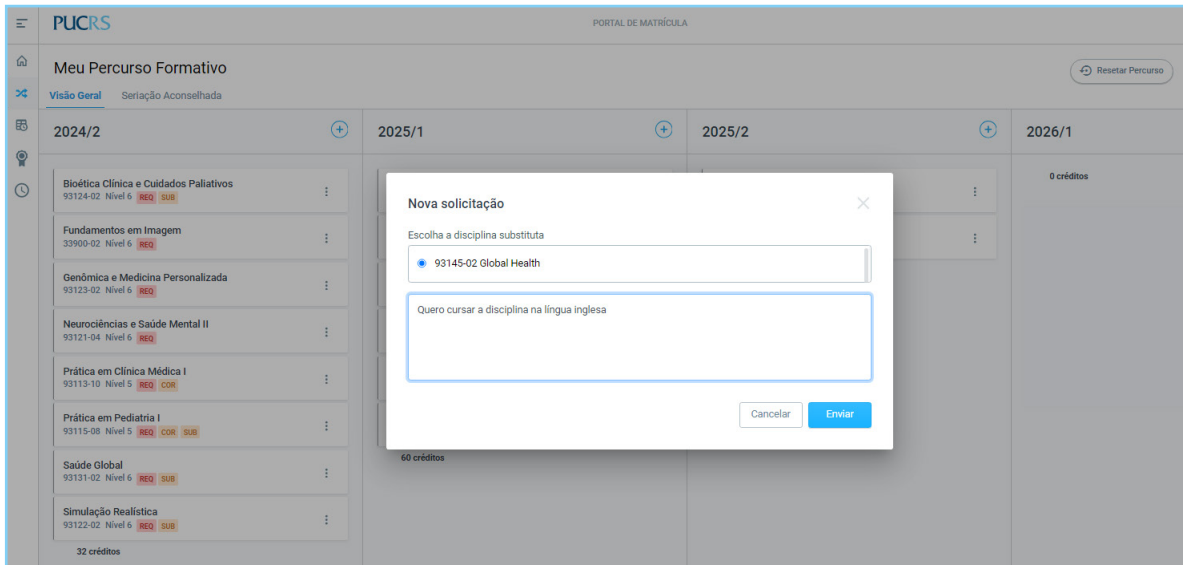 PUCRS
PORTAL DE MATRÍCULA
Meu Percurso Formativo
Resetar Percurso
Visão Geral
Seriação Aconselhada
2024/2
2025/1
2025/2
2026/1
Bioética Clínica e Cuidados Paliativos
93124-02 Nível 6 REQ SUB
Fundamentos em Imagem
33900-02 Nível 6 REQ
Genômica e Medicina Personalizada
93123-02 Nível 6 REQ
Neurociências e Saúde Mental II
93121-04 Nível 6 REQ
Prática em Clínica Médica I
93113-10 Nível 5 REQ COR
Prática em Pediatria I
93115-08 Nível 5 REQ COR SUB
Saúde Global
93131-02 Nível 6 REQ SUB
Simulação Realística
93122-02 Nível 6 REQ SUB
32 créditos
60 créditos
0 créditos
Nova solicitação
Escolha a disciplina substituta
93145-02 Global Health
Quero cursar a disciplina na língua inglesa
Cancelar
Enviar